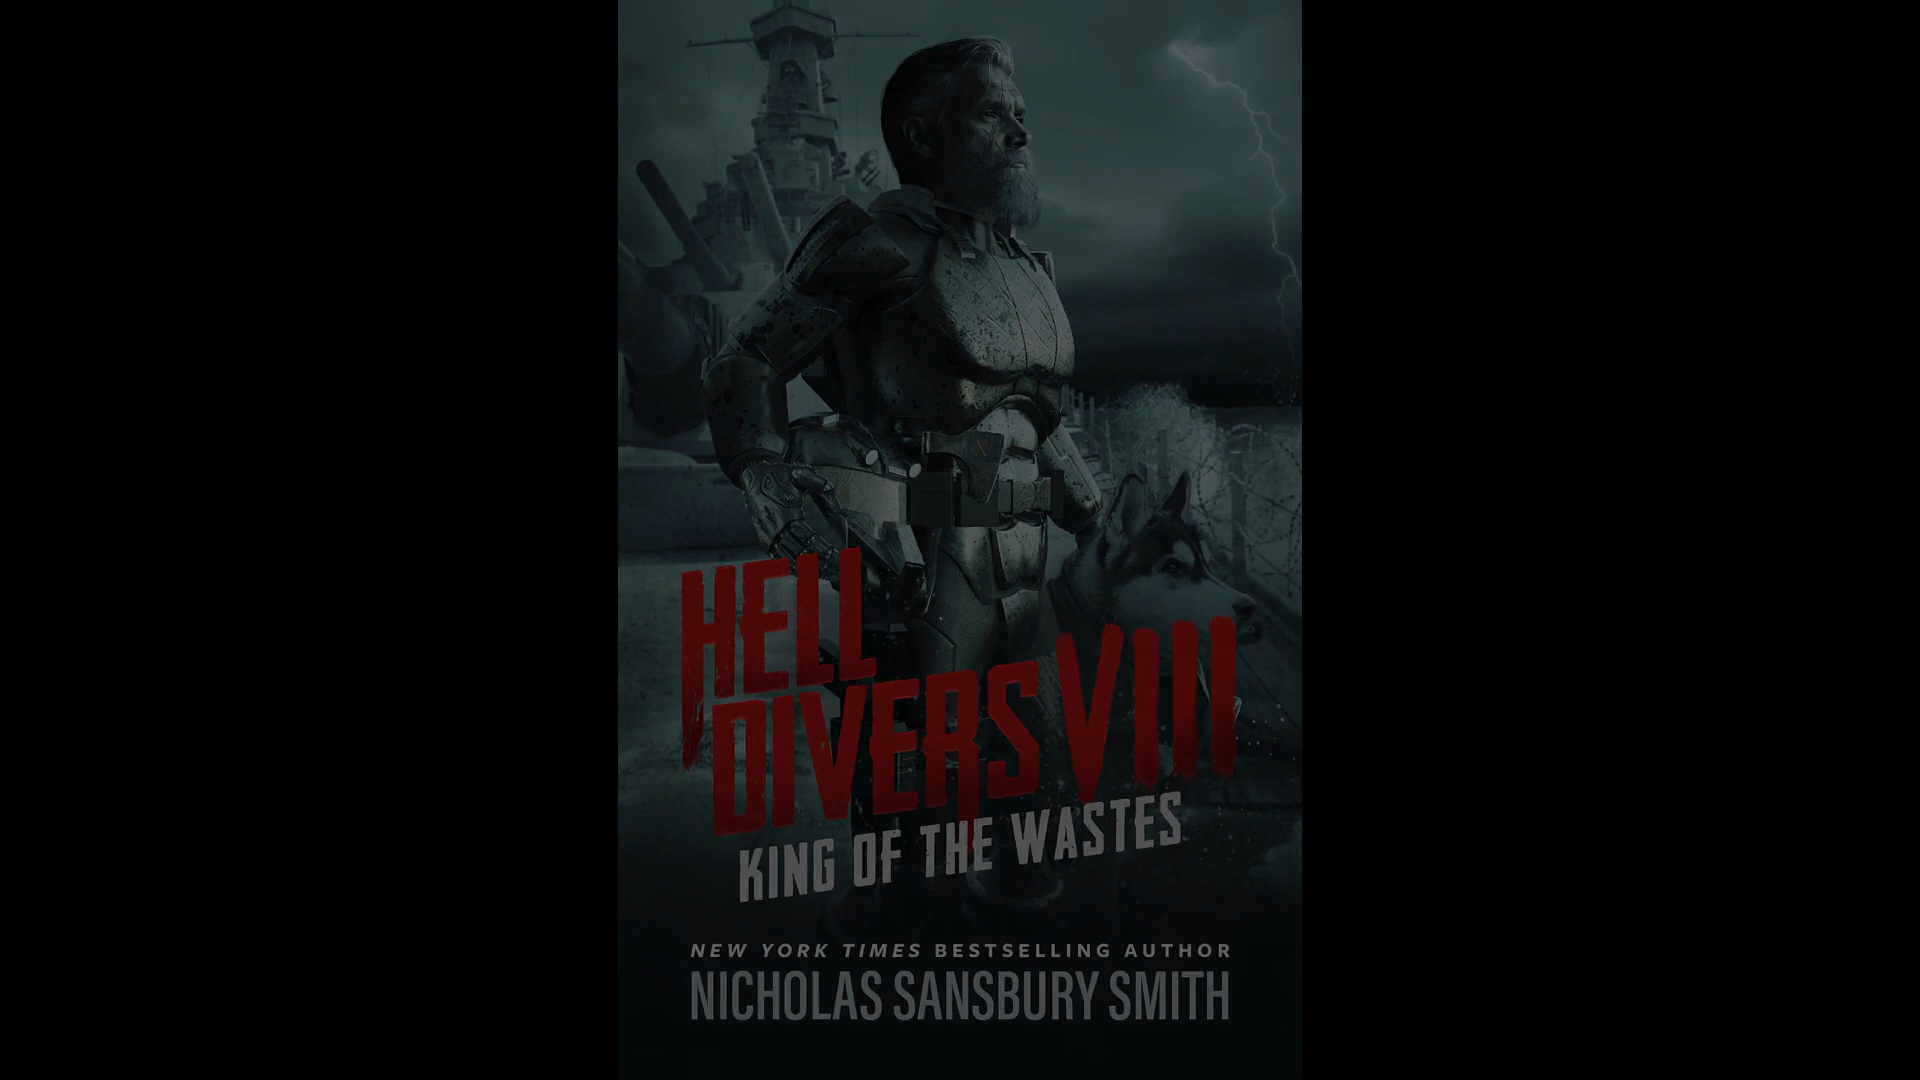 HELL
DIVERS VIII
KING OF THE WASTES
NEW YORK TIMES BESTSELLING AUTHOR
NICHOLAS SANSBURY SMITH